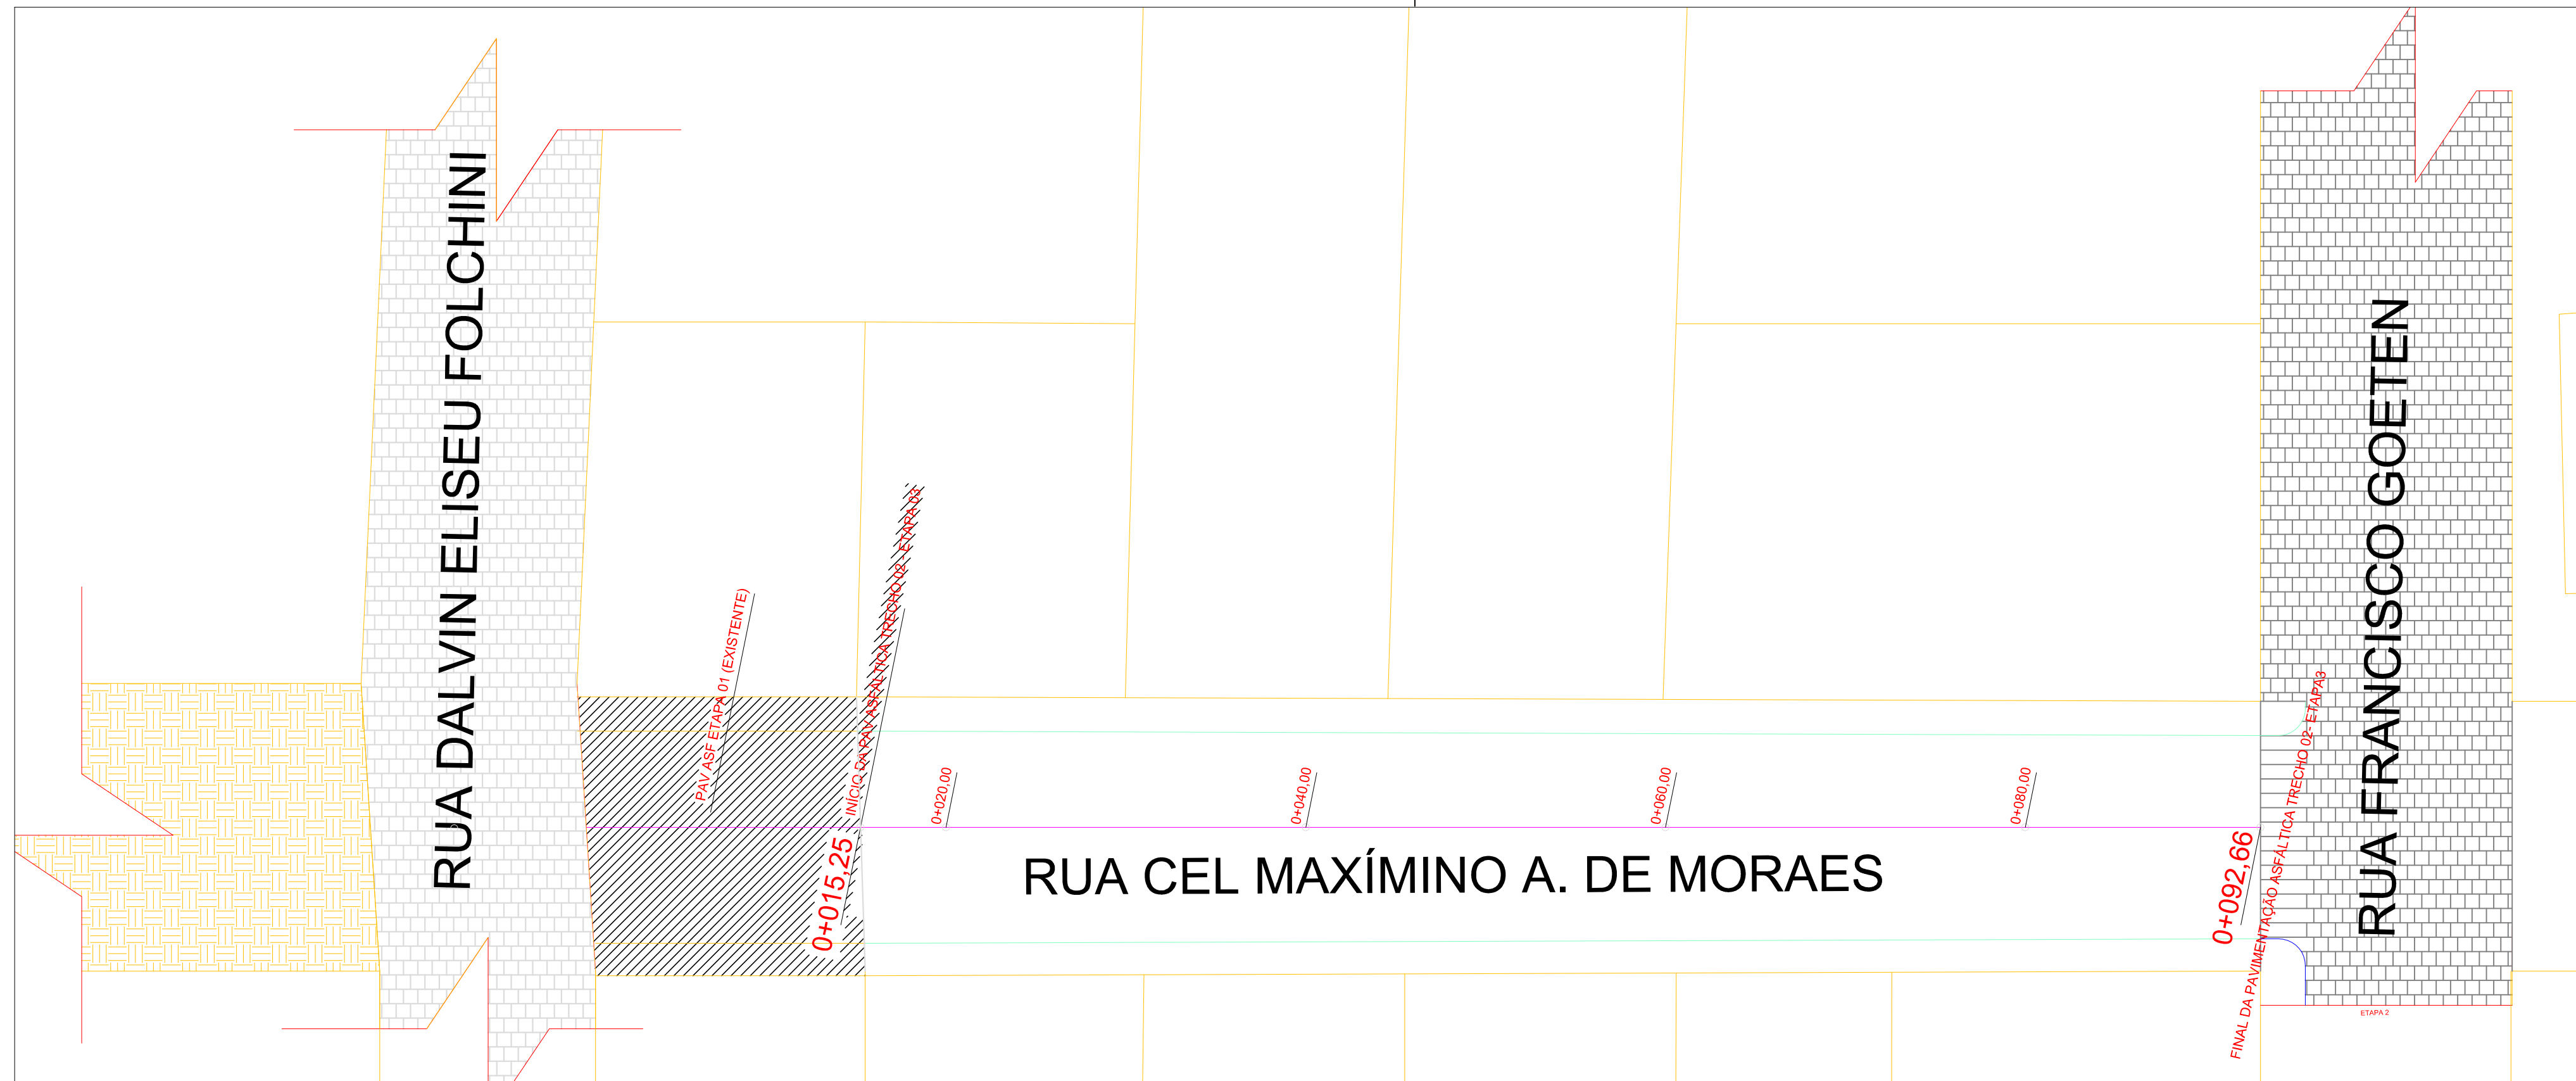 RUA DALVIN ELISEU FOLCHINI
PAV ASF ETAPA 01 (EXISTENTE)
INÍCIO DA PAV ASFALTICA TRECHO 02 - ETAPA 03
0+015,25
0+020,00
0+040,00
0+060,00
0+080,00
RUA CEL MAXÍMINO A. DE MORAES
0+092,66
FINAL DA PAVIMENTAÇÃO ASFÁLTICA TRECHO 02- ETAPA3
RUA FRANCISCO GOETEN
ETAPA 2